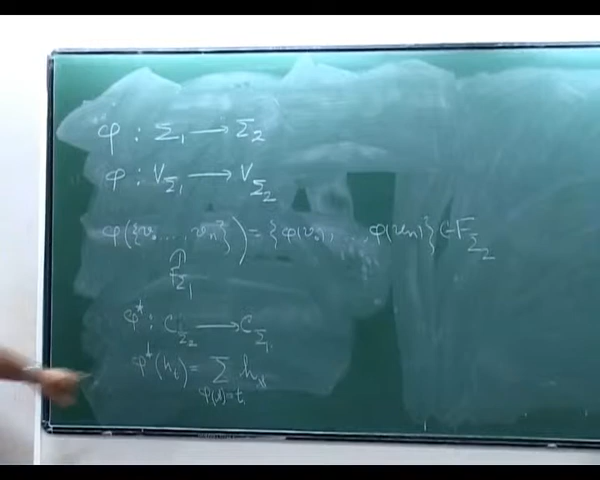 φ : Σ₁ → Σ₂
φ : V_Σ₁ → V_Σ₂
φ({v₀, ..., vₙ}) = {φ(v₀), ..., φ(vₙ)} ∈ F_Σ₂
F_Σ₁
φ* : C_Σ₂ → C_Σ₁
φ*(h_t) = Σ h_s
φ(s)=t